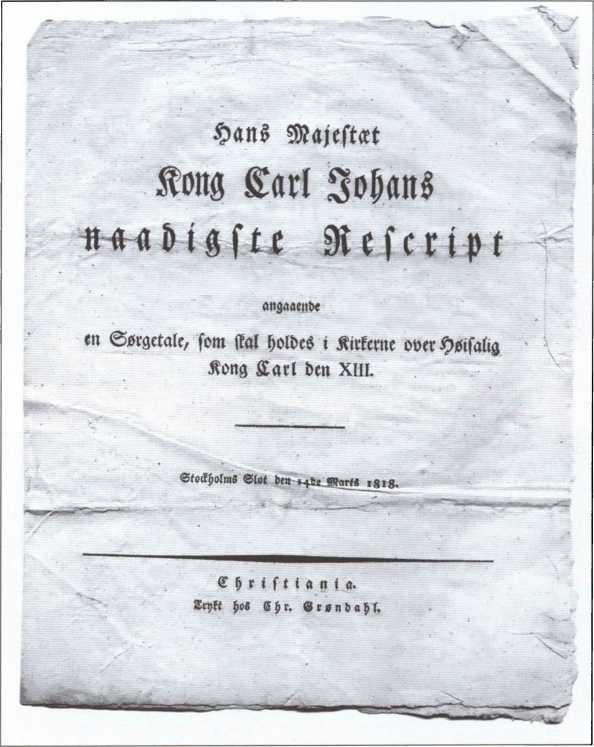 Hans Majestæt
Kong Carl Johans
naadigste Rescript
angaaende
en Sørgetale, som skal holdes i Kirkerne over Høisalig
Kong Carl den XIII.
Stockholms Slot den 14de Marts 1818.
Christiania.
Trykt hos Chr. Grøndahl.